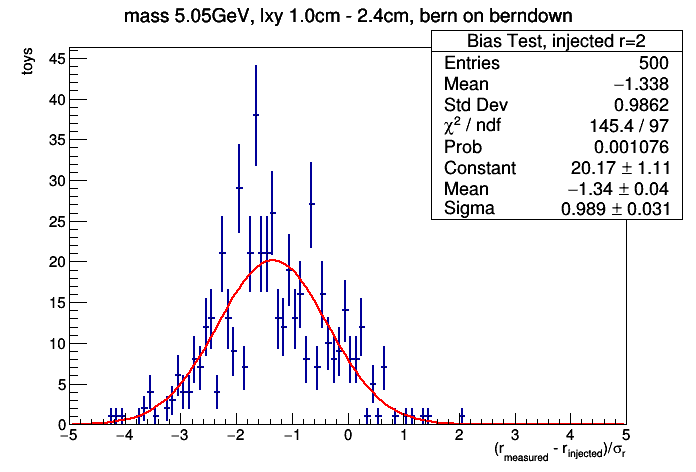 mass 5.05GeV, lxy 1.0cm - 2.4cm, bern on berndown
Bias Test, injected r=2
Entries 500
Mean −1.338
Std Dev 0.9862
χ² / ndf 145.4 / 97
Prob 0.001076
Constant 20.17 ± 1.11
Mean −1.34 ± 0.04
Sigma 0.989 ± 0.031
toys
45
40
35
30
25
20
15
10
5
0
−5 −4 −3 −2 −1 0 1 2 3 4 5
(r_measured - r_injected)/σ_r